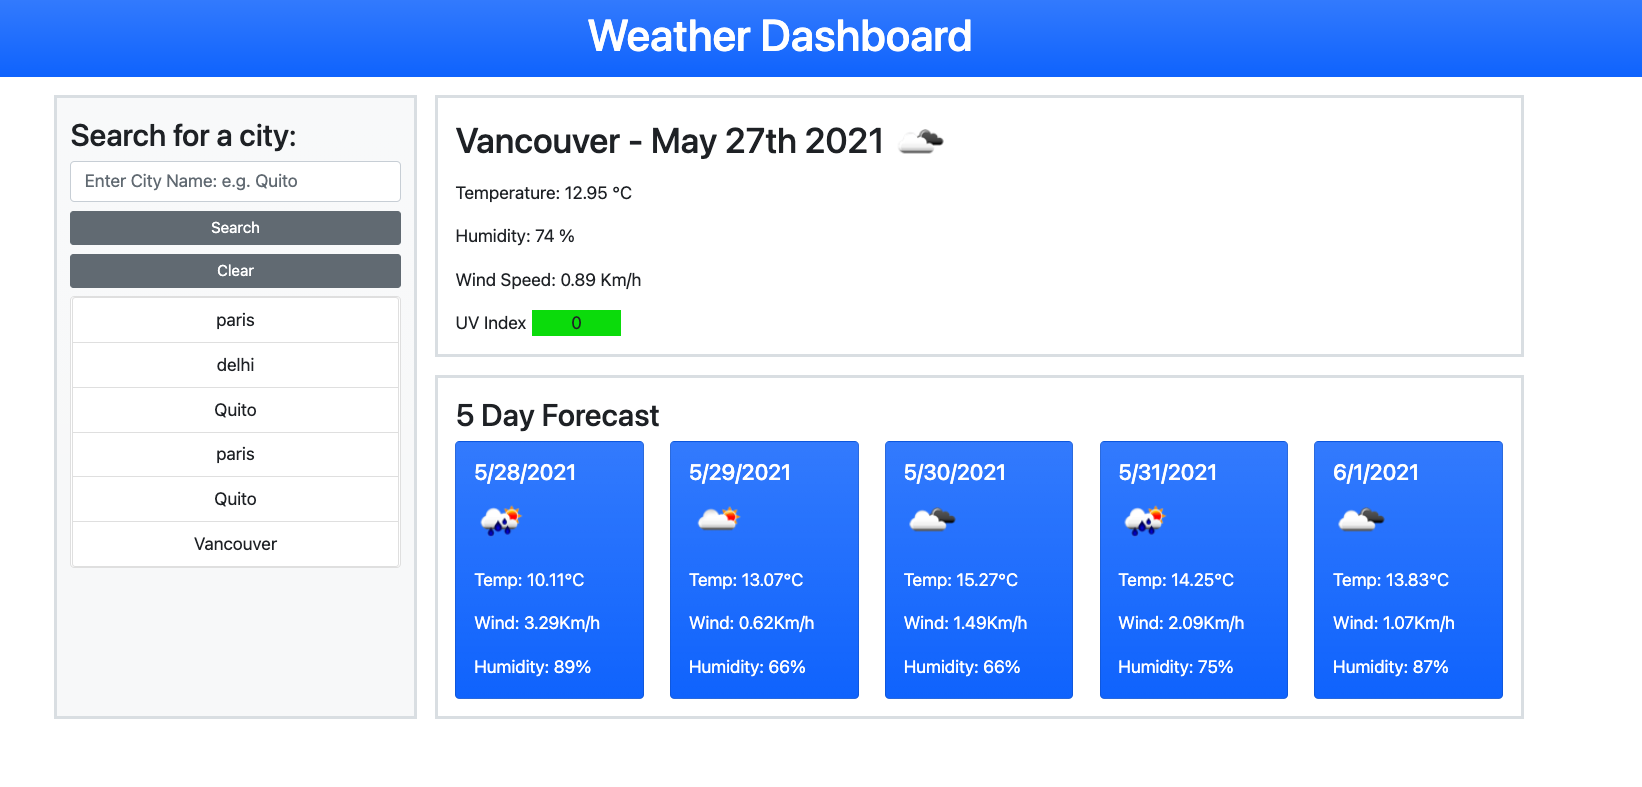 Weather Dashboard
Search for a city:
Enter City Name: e.g. Quito
Search
Clear
paris
delhi
Quito
paris
Quito
Vancouver
Vancouver - May 27th 2021
Temperature: 12.95 °C
Humidity: 74 %
Wind Speed: 0.89 Km/h
UV Index 0
5 Day Forecast
5/28/2021
Temp: 10.11°C
Wind: 3.29Km/h
Humidity: 89%
5/29/2021
Temp: 13.07°C
Wind: 0.62Km/h
Humidity: 66%
5/30/2021
Temp: 15.27°C
Wind: 1.49Km/h
Humidity: 66%
5/31/2021
Temp: 14.25°C
Wind: 2.09Km/h
Humidity: 75%
6/1/2021
Temp: 13.83°C
Wind: 1.07Km/h
Humidity: 87%